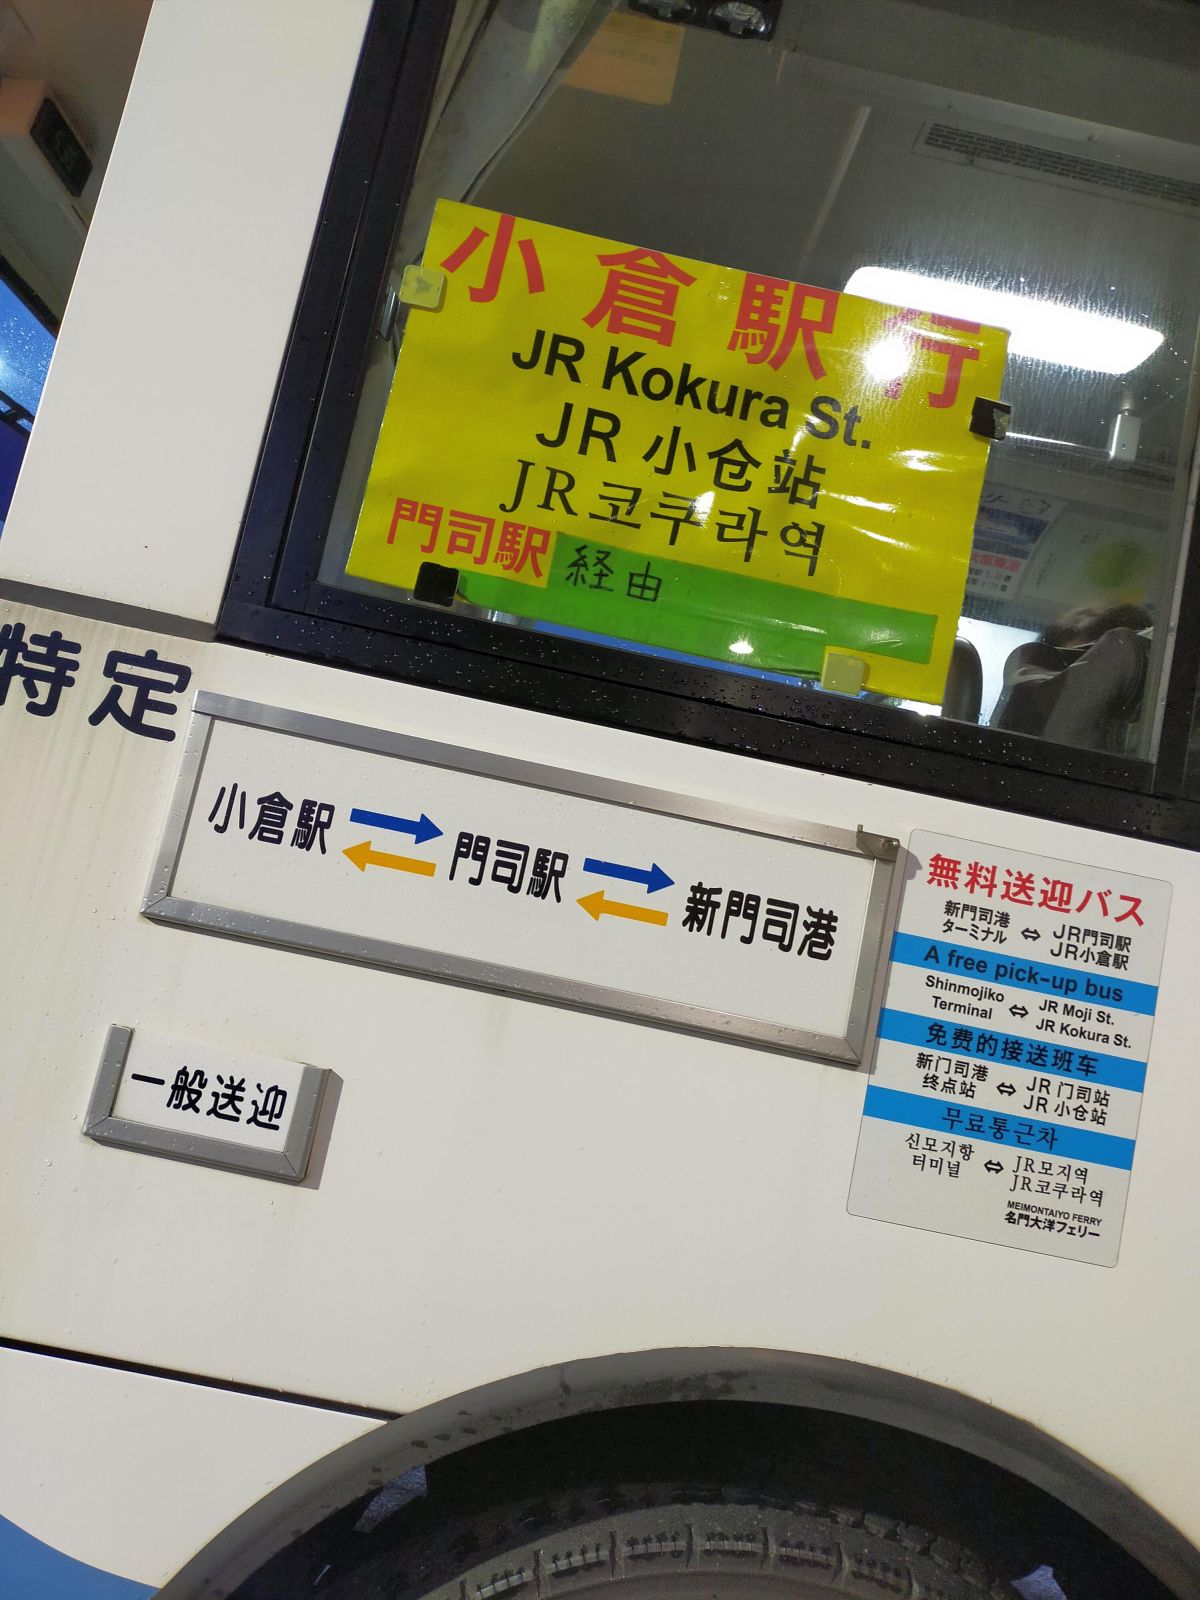 小倉駅行
JR Kokura St.
JR 小仓站
JR코쿠라역
門司駅 経由
特定
小倉駅 門司駅 新門司港
一般送迎
無料送迎バス
新門司港 ⇔ JR門司駅
ターミナル JR小倉駅
A free pick-up bus
Shinmojiko ⇔ JR Moji St.
Terminal JR Kokura St.
免费的接送班车
新门司港 ⇔ JR 门司站
终点站 JR 小仓站
무료통근차
신모지항 ⇔ JR모지역
터미널 JR코쿠라역
MEIMONTAIYO FERRY
名門大洋フェリー